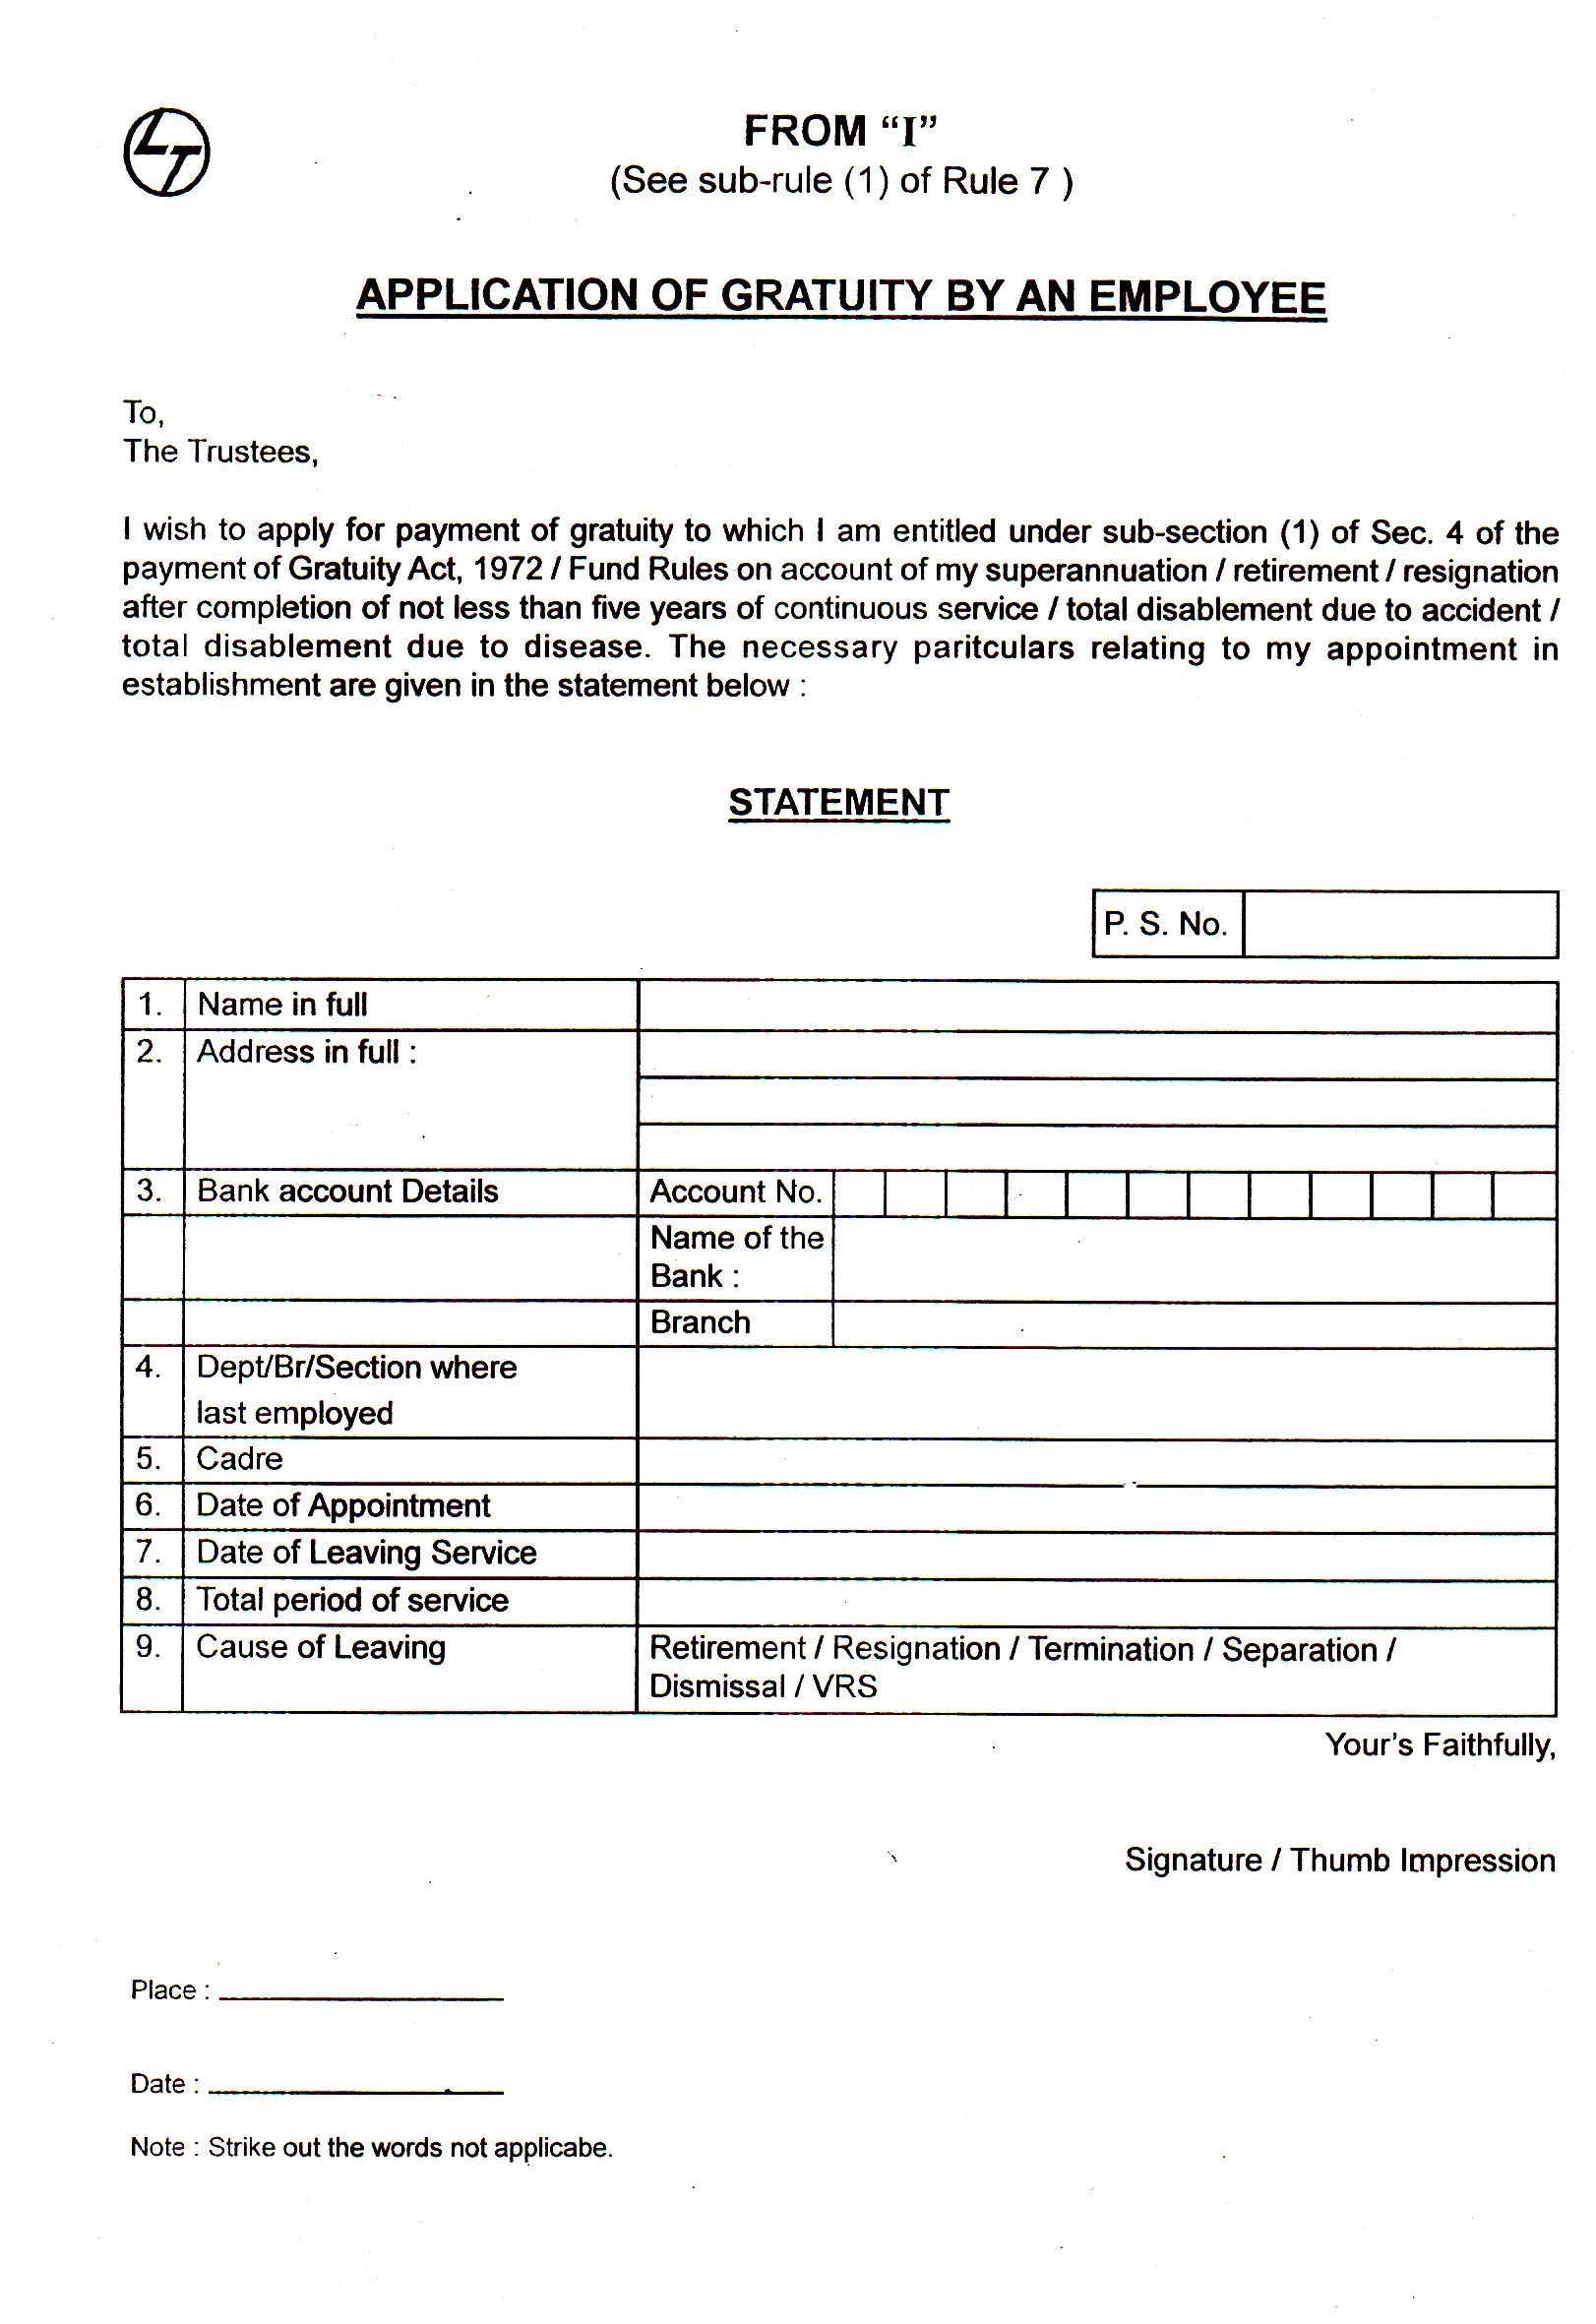 LT
FROM “I”
(See sub-rule (1) of Rule 7 )
APPLICATION OF GRATUITY BY AN EMPLOYEE
To,
The Trustees,
I wish to apply for payment of gratuity to which I am entitled under sub-section (1) of Sec. 4 of the
payment of Gratuity Act, 1972 / Fund Rules on account of my superannuation / retirement / resignation
after completion of not less than five years of continuous service / total disablement due to accident /
total disablement due to disease. The necessary paritculars relating to my appointment in
establishment are given in the statement below :
STATEMENT
P. S. No.
1. Name in full
2. Address in full :
3. Bank account Details Account No.
Name of the
Bank :
Branch
4. Dept/Br/Section where
last employed
5. Cadre
6. Date of Appointment
7. Date of Leaving Service
8. Total period of service
9. Cause of Leaving Retirement / Resignation / Termination / Separation /
Dismissal / VRS
Your’s Faithfully,
Signature / Thumb Impression
Place :
Date :
Note : Strike out the words not applicabe.